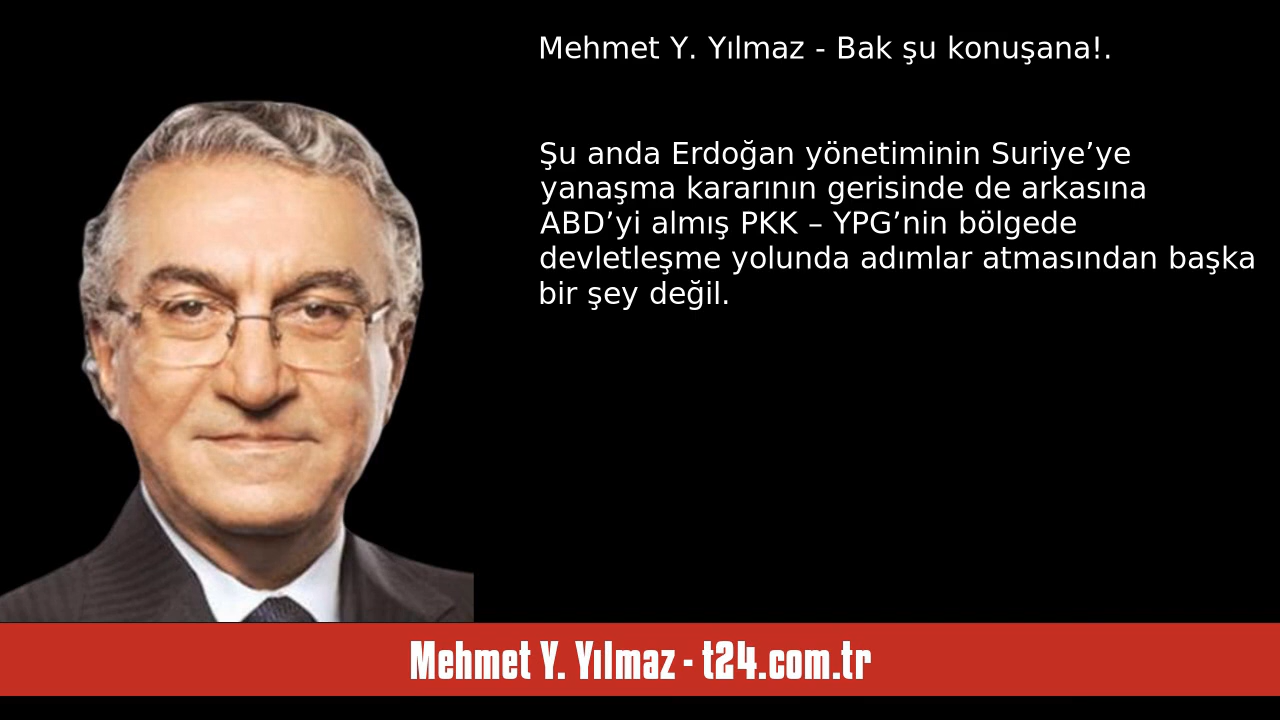 Mehmet Y. Yılmaz - Bak şu konuşana!.
Şu anda Erdoğan yönetiminin Suriye’ye
yanaşma kararının gerisinde de arkasına
ABD’yi almış PKK – YPG’nin bölgede
devletleşme yolunda adımlar atmasından başka
bir şey değil.
Mehmet Y. Yılmaz - t24.com.tr